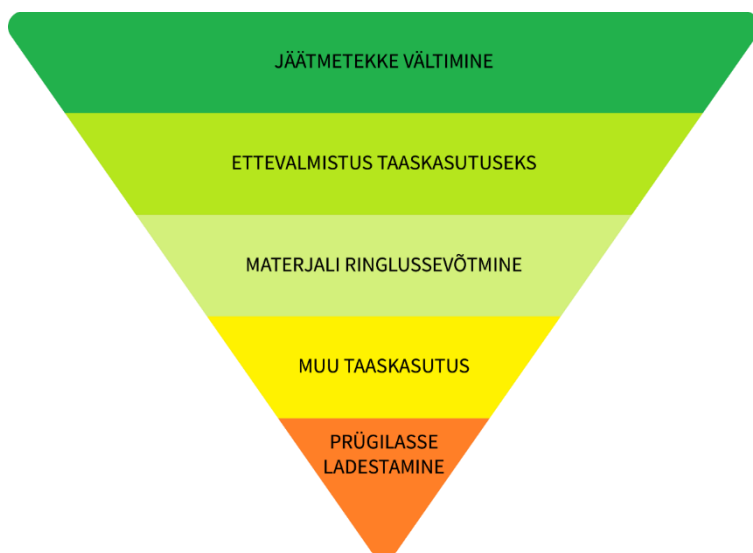 JÄÄTMETEKKE VÄLTIMINE
ETTEVALMISTUS TAASKASUTUSEKS
MATERJALI RINGLUSSEVÕTMINE
MUU TAASKASUTUS
PRÜGILASSE
LADESTAMINE